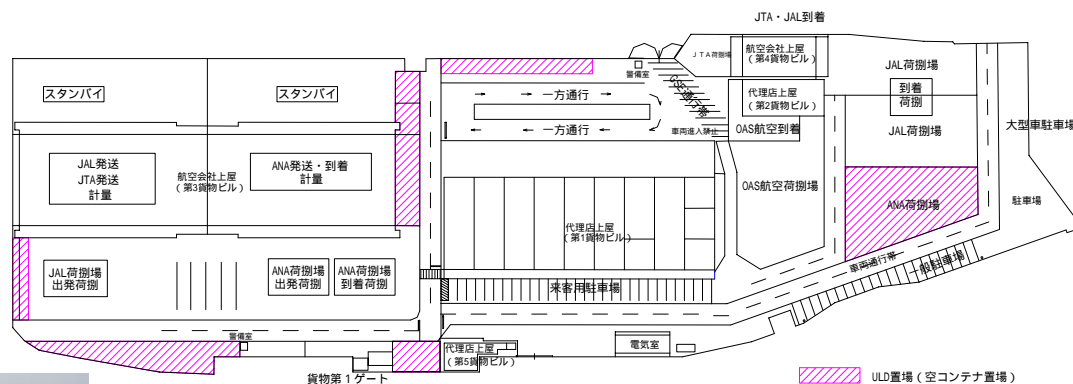 JTA・JAL到着
スタンバイ
スタンバイ
JAL発送
JTA発送
計量
航空会社上屋
(第3貨物ビル)
ANA発送・到着
計量
JAL荷捌場
出発荷捌
ANA荷捌場
出発荷捌
ANA荷捌場
到着荷捌
警備室
貨物第1ゲート
警備室
一方通行
一方通行
GSE通行帯
車両進入禁止
JTA荷捌場
航空会社上屋
(第4貨物ビル)
代理店上屋
(第2貨物ビル)
OAS航空到着
OAS航空荷捌場
JAL荷捌場
到着
荷捌
JAL荷捌場
ANA荷捌場
大型車駐車場
駐車場
代理店上屋
(第1貨物ビル)
来客用駐車場
車両通行帯
一般駐車場
代理店上屋
(第5貨物ビル)
電気室
ULD置場(空コンテナ置場)